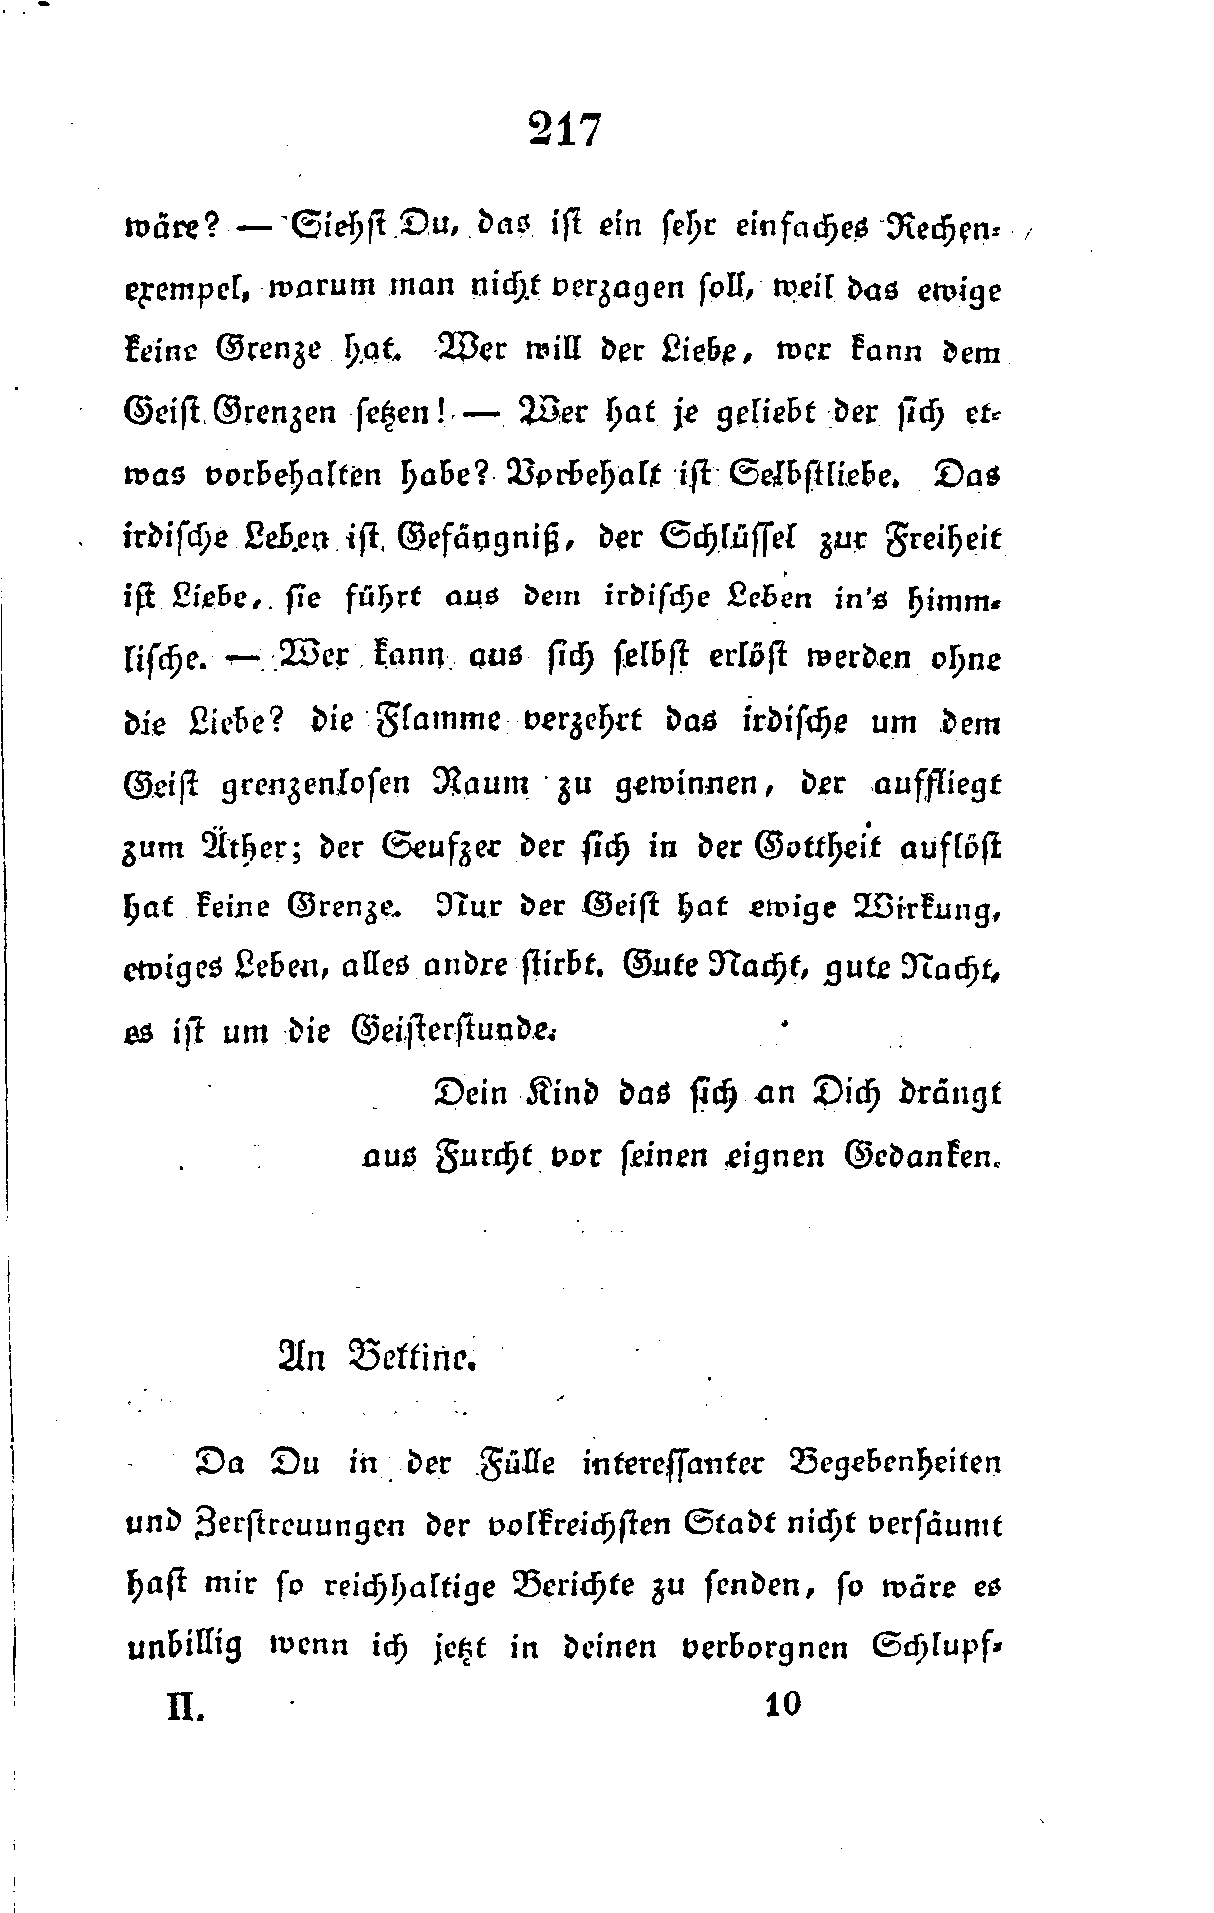 217
wäre? — Siehſt Du, das iſt ein ſehr einfaches Rechen-
exempel, warum man nicht verzagen ſoll, weil das ewige
keine Grenze hat. Wer will der Liebe, wer kann dem
Geiſt Grenzen ſetzen! — Wer hat je geliebt der ſich et-
was vorbehalten habe? Vorbehalt iſt Selbſtliebe. Das
irdiſche Leben iſt Gefängniß, der Schlüſſel zur Freiheit
iſt Liebe, ſie führt aus dem irdiſche Leben in's himm-
liſche. — Wer kann aus ſich ſelbſt erlöſt werden ohne
die Liebe? die Flamme verzehrt das irdiſche um dem
Geiſt grenzenloſen Raum zu gewinnen, der auffliegt
zum Äther; der Seufzer der ſich in der Gottheit auflöſt
hat keine Grenze. Nur der Geiſt hat ewige Wirkung,
ewiges Leben, alles andre ſtirbt. Gute Nacht, gute Nacht,
es iſt um die Geiſterſtunde.
Dein Kind das ſich an Dich drängt
aus Furcht vor ſeinen eignen Gedanken.
An Bettine.
Da Du in der Fülle intereſſanter Begebenheiten
und Zerſtreuungen der volkreichſten Stadt nicht verſäumt
haſt mir ſo reichhaltige Berichte zu ſenden, ſo wäre es
unbillig wenn ich jetzt in deinen verborgnen Schlupf-
II. 10